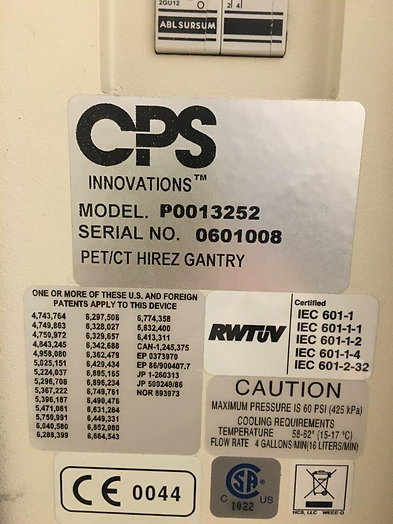 2GU12 O 2 4
ABL SURSUM
CPS
INNOVATIONS™
MODEL. P0013252
SERIAL NO. 0601008
PET/CT HIREZ GANTRY
ONE OR MORE OF THESE U.S. AND FOREIGN
PATENTS APPLY TO THIS DEVICE
4,743,764 6,297,506 6,774,358
4,749,863 6,328,027 5,832,400
4,750,972 6,329,657 5,413,311
4,843,245 6,342,688 CAN-1,245,375
4,958,080 6,362,479 EP 0373970
5,025,151 6,429,434 EP 86/900407.7
5,224,037 6,885,165 JP 1-260313
5,296,708 6,898,234 JP 500249/86
5,367,222 6,749,761 NOR 893973
5,396,187 6,490,476
5,471,061 6,631,284
5,750,991 6,449,331
6,040,580 6,852,980
6,288,399 6,664,543
RWTÜV
Certified
IEC 601-1
IEC 601-1-1
IEC 601-1-2
IEC 601-1-4
IEC 601-2-32
CAUTION
MAXIMUM PRESSURE IS 60 PSI (425 kPa)
COOLING REQUIREMENTS
TEMPERATURE 58-62° (15-17 °C)
FLOW RATE 4 GALLONS/MIN(16 LITERS/MIN)
CE 0044
C SA US
1022
HCS, LLC WEEE-D